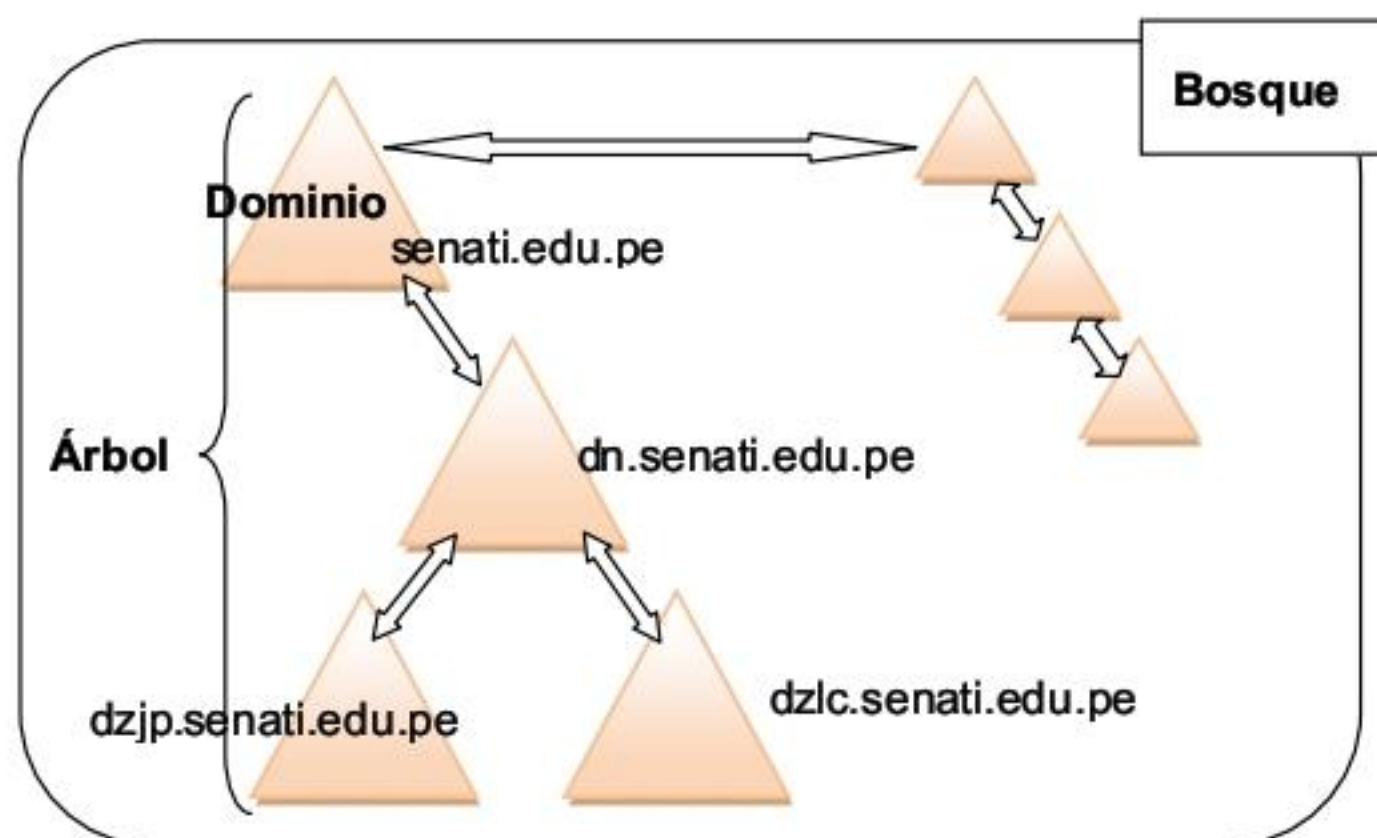 Bosque
Dominio
senati.edu.pe
Árbol
dn.senati.edu.pe
dzjp.senati.edu.pe
dzlc.senati.edu.pe